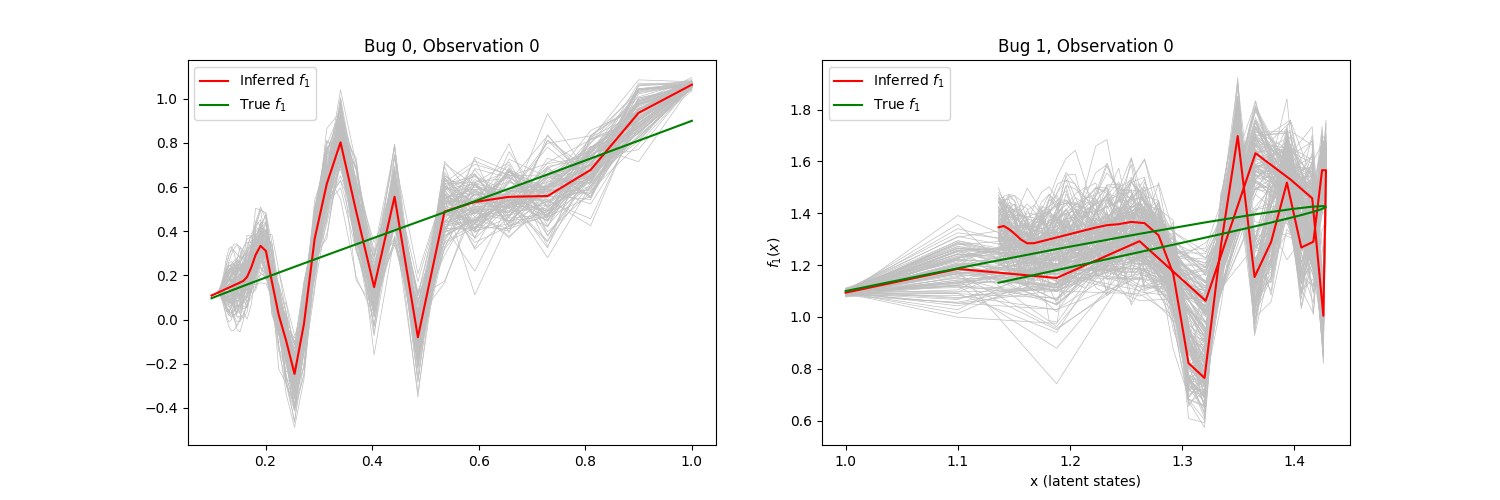 Bug 0, Observation 0
Inferred f₁
True f₁
1.0
0.8
0.6
0.4
0.2
0.0
−0.2
−0.4
0.2 0.4 0.6 0.8 1.0
Bug 1, Observation 0
Inferred f₁
True f₁
f₁(x)
1.8
1.6
1.4
1.2
1.0
0.8
0.6
1.0 1.1 1.2 1.3 1.4
x (latent states)